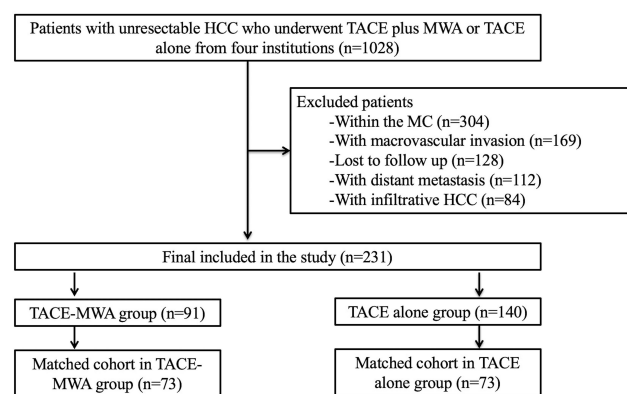 Patients with unresectable HCC who underwent TACE plus MWA or TACE
alone from four institutions (n=1028)
Excluded patients
-Within the MC (n=304)
-With macrovascular invasion (n=169)
-Lost to follow up (n=128)
-With distant metastasis (n=112)
-With infiltrative HCC (n=84)
Final included in the study (n=231)
TACE-MWA group (n=91)
TACE alone group (n=140)
Matched cohort in TACE-
MWA group (n=73)
Matched cohort in TACE
alone group (n=73)